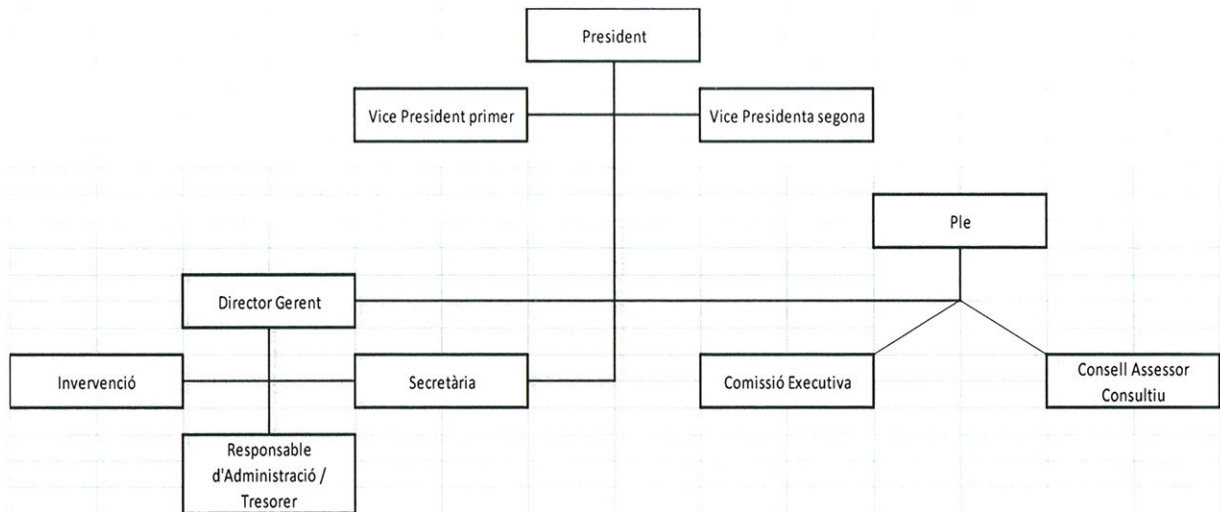 President
Vice President primer
Vice Presidenta segona
Ple
Director Gerent
Invervenció
Secretària
Comissió Executiva
Consell Assessor
Consultiu
Responsable
d'Administració /
Tresorer